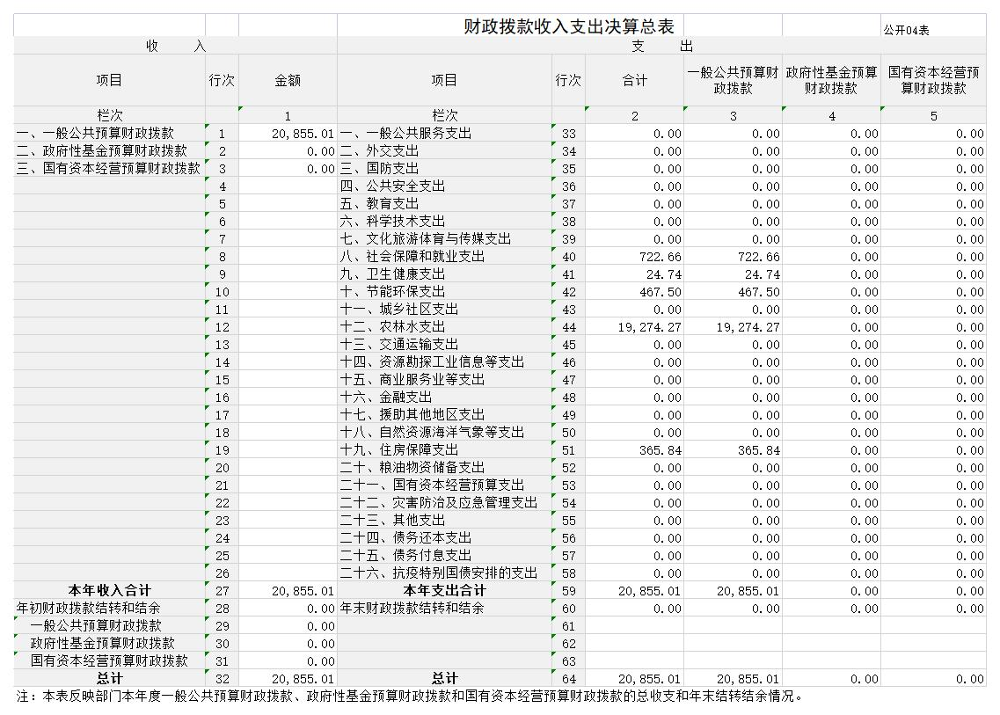 财政拨款收入支出决算总表
公开04表
收 入 支 出
项目 行次 金额 项目 行次 合计 一般公共预算财政拨款 政府性基金预算财政拨款 国有资本经营预算财政拨款
栏次 1 栏次 2 3 4 5
一、一般公共预算财政拨款 1 20,855.01 一、一般公共服务支出 33 0.00 0.00 0.00 0.00
二、政府性基金预算财政拨款 2 0.00 二、外交支出 34 0.00 0.00 0.00 0.00
三、国有资本经营预算财政拨款 3 0.00 三、国防支出 35 0.00 0.00 0.00 0.00
4 四、公共安全支出 36 0.00 0.00 0.00 0.00
5 五、教育支出 37 0.00 0.00 0.00 0.00
6 六、科学技术支出 38 0.00 0.00 0.00 0.00
7 七、文化旅游体育与传媒支出 39 0.00 0.00 0.00 0.00
8 八、社会保障和就业支出 40 722.66 722.66 0.00 0.00
9 九、卫生健康支出 41 24.74 24.74 0.00 0.00
10 十、节能环保支出 42 467.50 467.50 0.00 0.00
11 十一、城乡社区支出 43 0.00 0.00 0.00 0.00
12 十二、农林水支出 44 19,274.27 19,274.27 0.00 0.00
13 十三、交通运输支出 45 0.00 0.00 0.00 0.00
14 十四、资源勘探工业信息等支出 46 0.00 0.00 0.00 0.00
15 十五、商业服务业等支出 47 0.00 0.00 0.00 0.00
16 十六、金融支出 48 0.00 0.00 0.00 0.00
17 十七、援助其他地区支出 49 0.00 0.00 0.00 0.00
18 十八、自然资源海洋气象等支出 50 0.00 0.00 0.00 0.00
19 十九、住房保障支出 51 365.84 365.84 0.00 0.00
20 二十、粮油物资储备支出 52 0.00 0.00 0.00 0.00
21 二十一、国有资本经营预算支出 53 0.00 0.00 0.00 0.00
22 二十二、灾害防治及应急管理支出 54 0.00 0.00 0.00 0.00
23 二十三、其他支出 55 0.00 0.00 0.00 0.00
24 二十四、债务还本支出 56 0.00 0.00 0.00 0.00
25 二十五、债务付息支出 57 0.00 0.00 0.00 0.00
26 二十六、抗疫特别国债安排的支出 58 0.00 0.00 0.00 0.00
本年收入合计 27 20,855.01 本年支出合计 59 20,855.01 20,855.01 0.00 0.00
年初财政拨款结转和结余 28 0.00 年末财政拨款结转和结余 60 0.00 0.00 0.00 0.00
一般公共预算财政拨款 29 0.00 61
政府性基金预算财政拨款 30 0.00 62
国有资本经营预算财政拨款 31 0.00 63
总计 32 20,855.01 总计 64 20,855.01 20,855.01 0.00 0.00
注：本表反映部门本年度一般公共预算财政拨款、政府性基金预算财政拨款和国有资本经营预算财政拨款的总收支和年末结转结余情况。